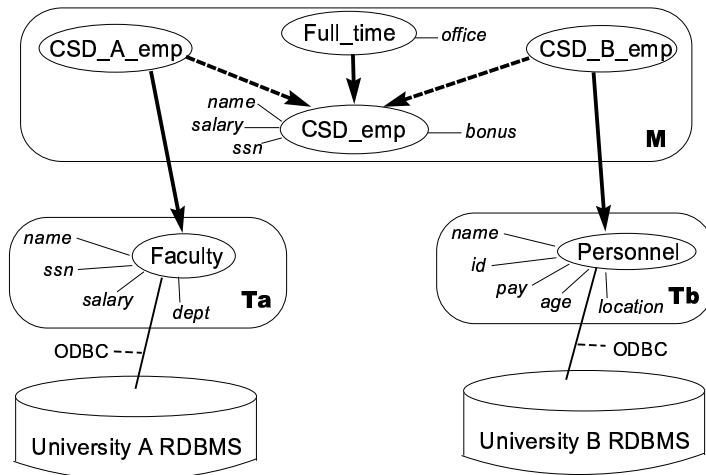 CSD_A_emp
Full_time
office
CSD_B_emp
name
salary
ssn
CSD_emp
bonus
M
name
ssn
salary
dept
Faculty
Ta
name
id
pay
age
location
Personnel
Tb
ODBC
ODBC
University A RDBMS
University B RDBMS